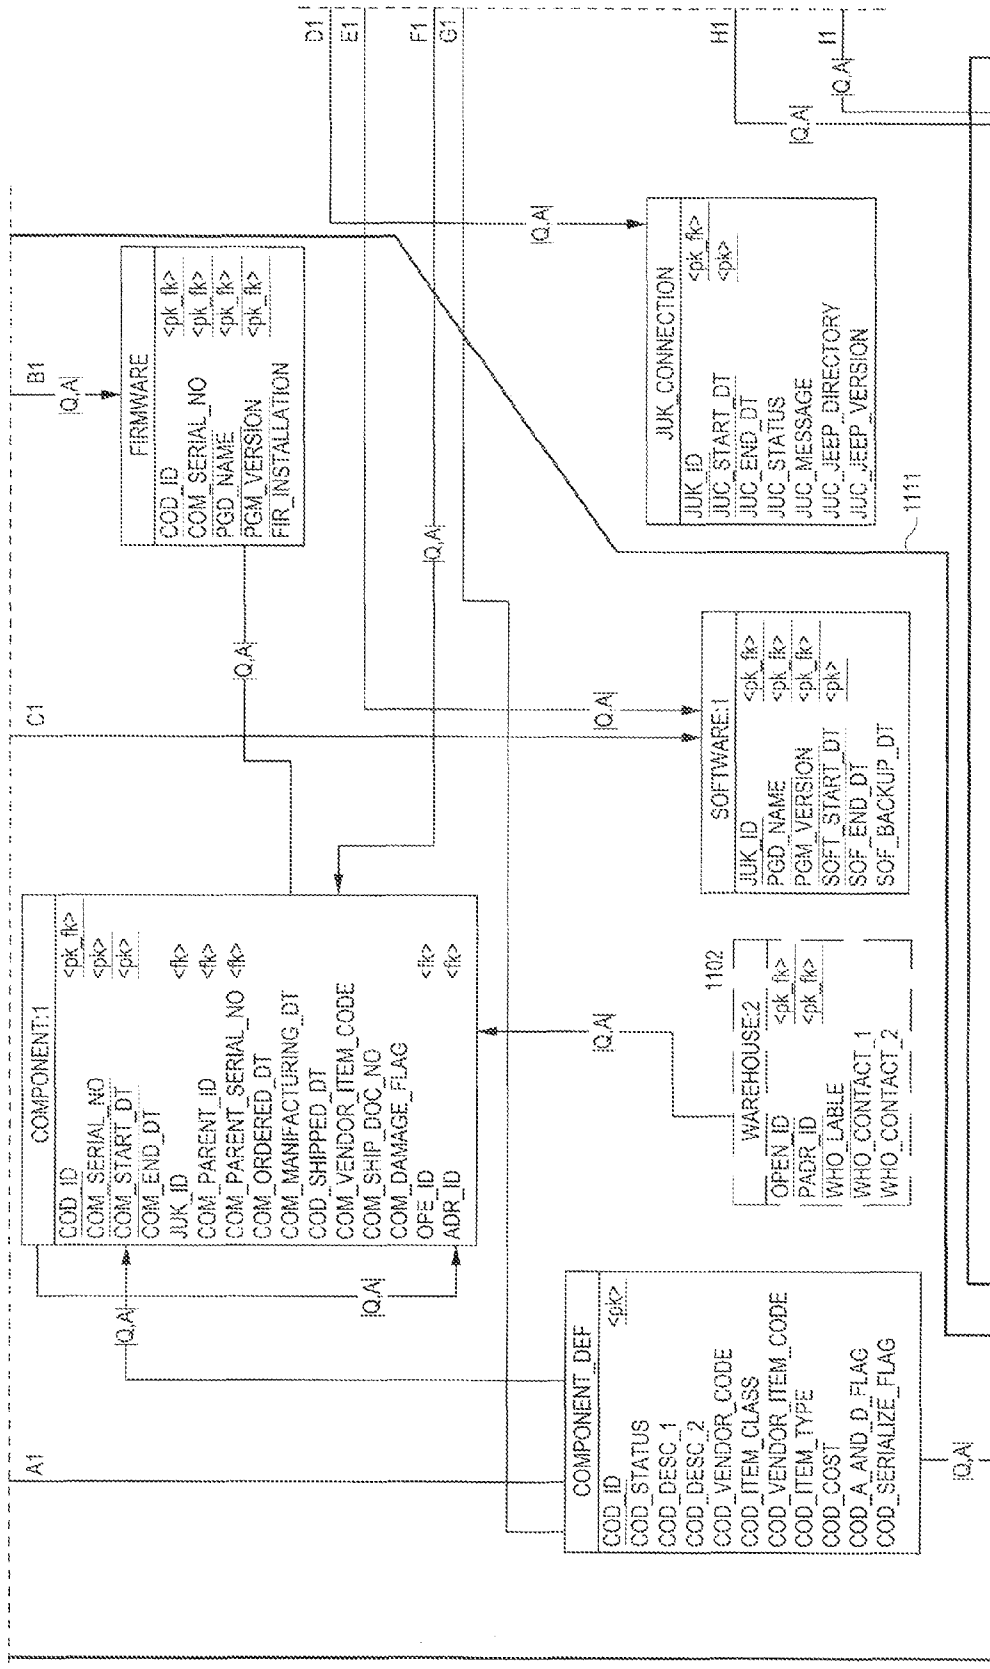 A1
C1
B1
|Q,A|
COMPONENT:1
COD_ID <pk_fk>
COM_SERIAL_NO <pk>
COM_START_DT <pk>
COM_END_DT
JUK_ID <fk>
COM_PARENT_ID <fk>
COM_PARENT_SERIAL_NO <fk>
COM_ORDERED_DT
COM_MANIFACTURING_DT
COD_SHIPPED_DT
COM_VENDOR_ITEM_CODE
COM_SHIP_DOC_NO
COM_DAMAGE_FLAG
OFE_ID <fk>
ADR_ID <fk>
|Q,A|
|Q,A|
FIRMWARE
COD_ID <pk_fk>
COM_SERIAL_NO <pk_fk>
PGD_NAME <pk_fk>
PGM_VERSION <pk_fk>
FIR_INSTALLATION
|Q,A|
D1
E1
F1
G1
|Q,A|
|Q,A|
|Q,A|
|Q,A|
COMPONENT_DEF
COD_ID <pk>
COD_STATUS
COD_DESC_1
COD_DESC_2
COD_VENDOR_CODE
COD_ITEM_CLASS
COD_VENDOR_ITEM_CODE
COD_ITEM_TYPE
COD_COST
COD_A_AND_D_FLAG
COD_SERIALIZE_FLAG
|Q,A|
1102
WAREHOUSE:2
OPEN_ID <pk_fk>
PADR_ID <pk_fk>
WHO_LABLE
WHO_CONTACT_1
WHO_CONTACT_2
SOFTWARE:1
JUK_ID <pk_fk>
PGD_NAME <pk_fk>
PGM_VERSION <pk_fk>
SOFT_START_DT <pk>
SOF_END_DT
SOF_BACKUP_DT
JUK_CONNECTION
JUK_ID <pk_fk>
JUC_START_DT <pk>
JUC_END_DT
JUC_STATUS
JUC_MESSAGE
JUC_JEEP_DIRECTORY
JUC_JEEP_VERSION
1111
H1
|Q,A|
I1
|Q,A|